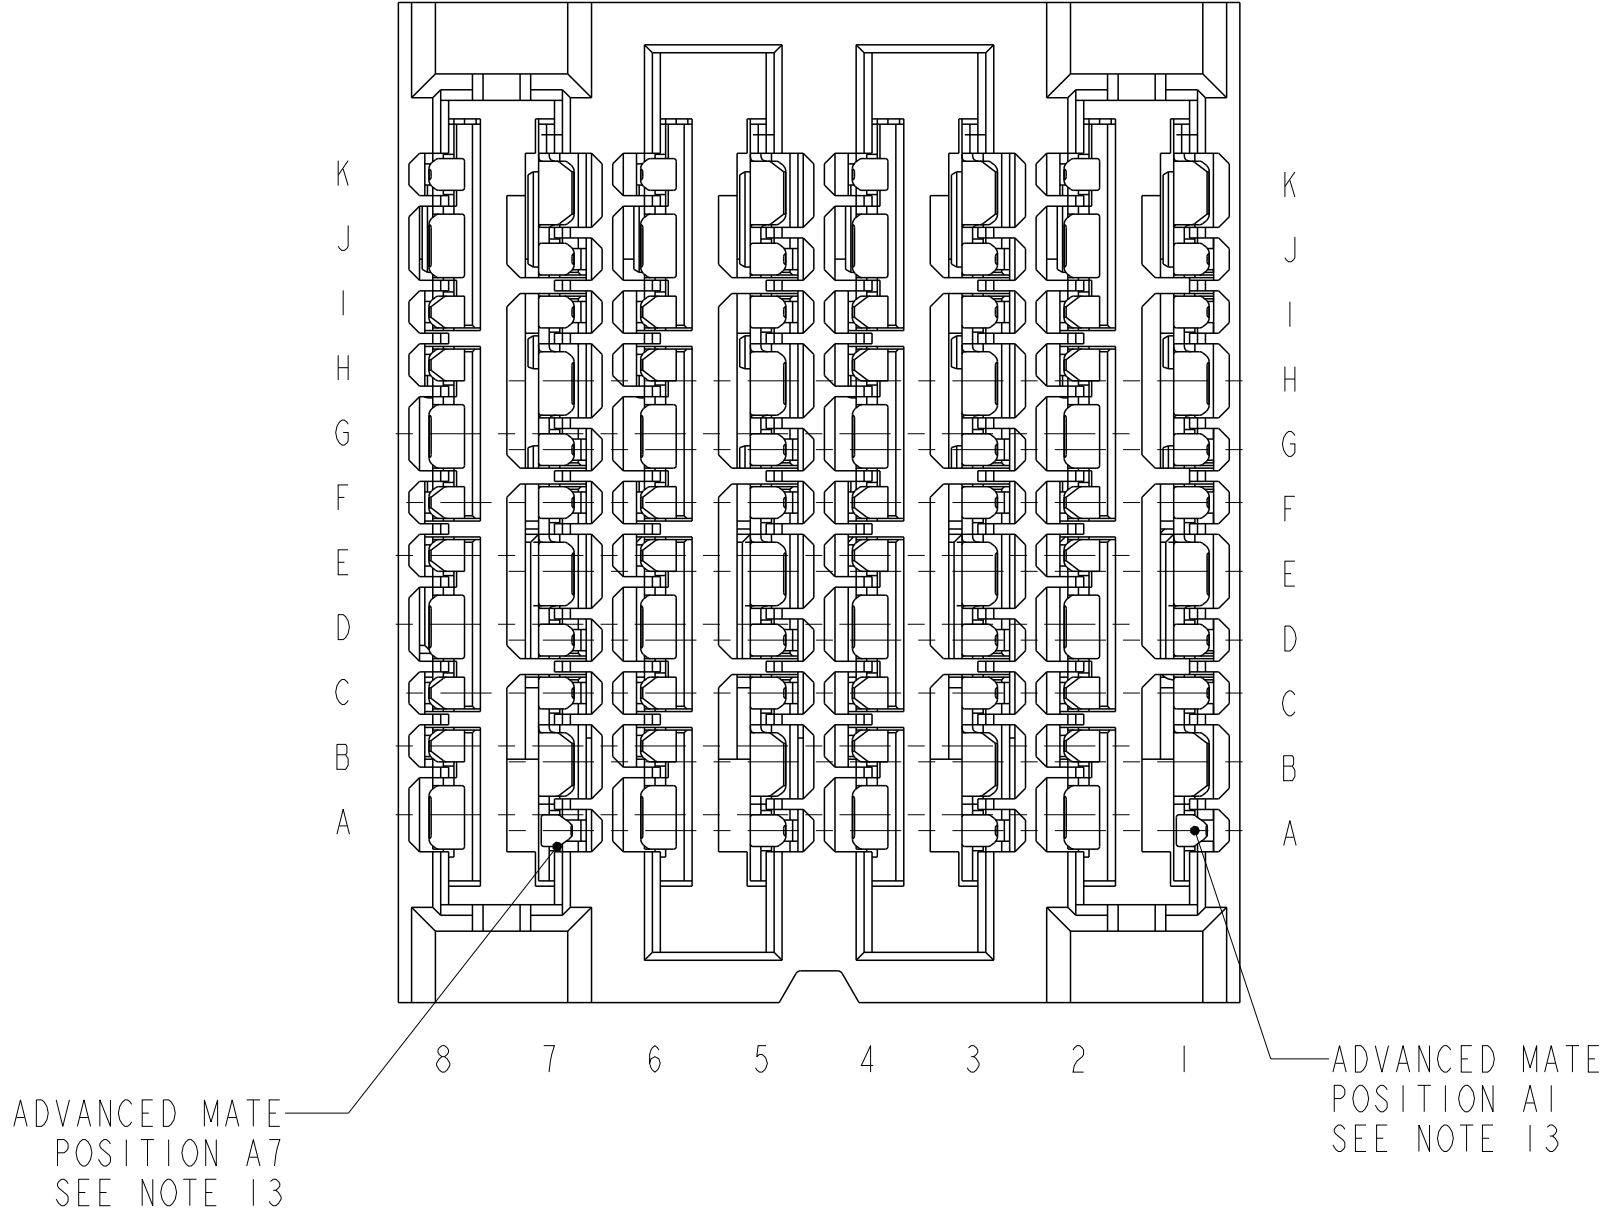 K
J
I
H
G
F
E
D
C
B
A
K
J
I
H
G
F
E
D
C
B
A
8 7 6 5 4 3 2 1
ADVANCED MATE
POSITION A7
SEE NOTE 13
ADVANCED MATE
POSITION A1
SEE NOTE 13